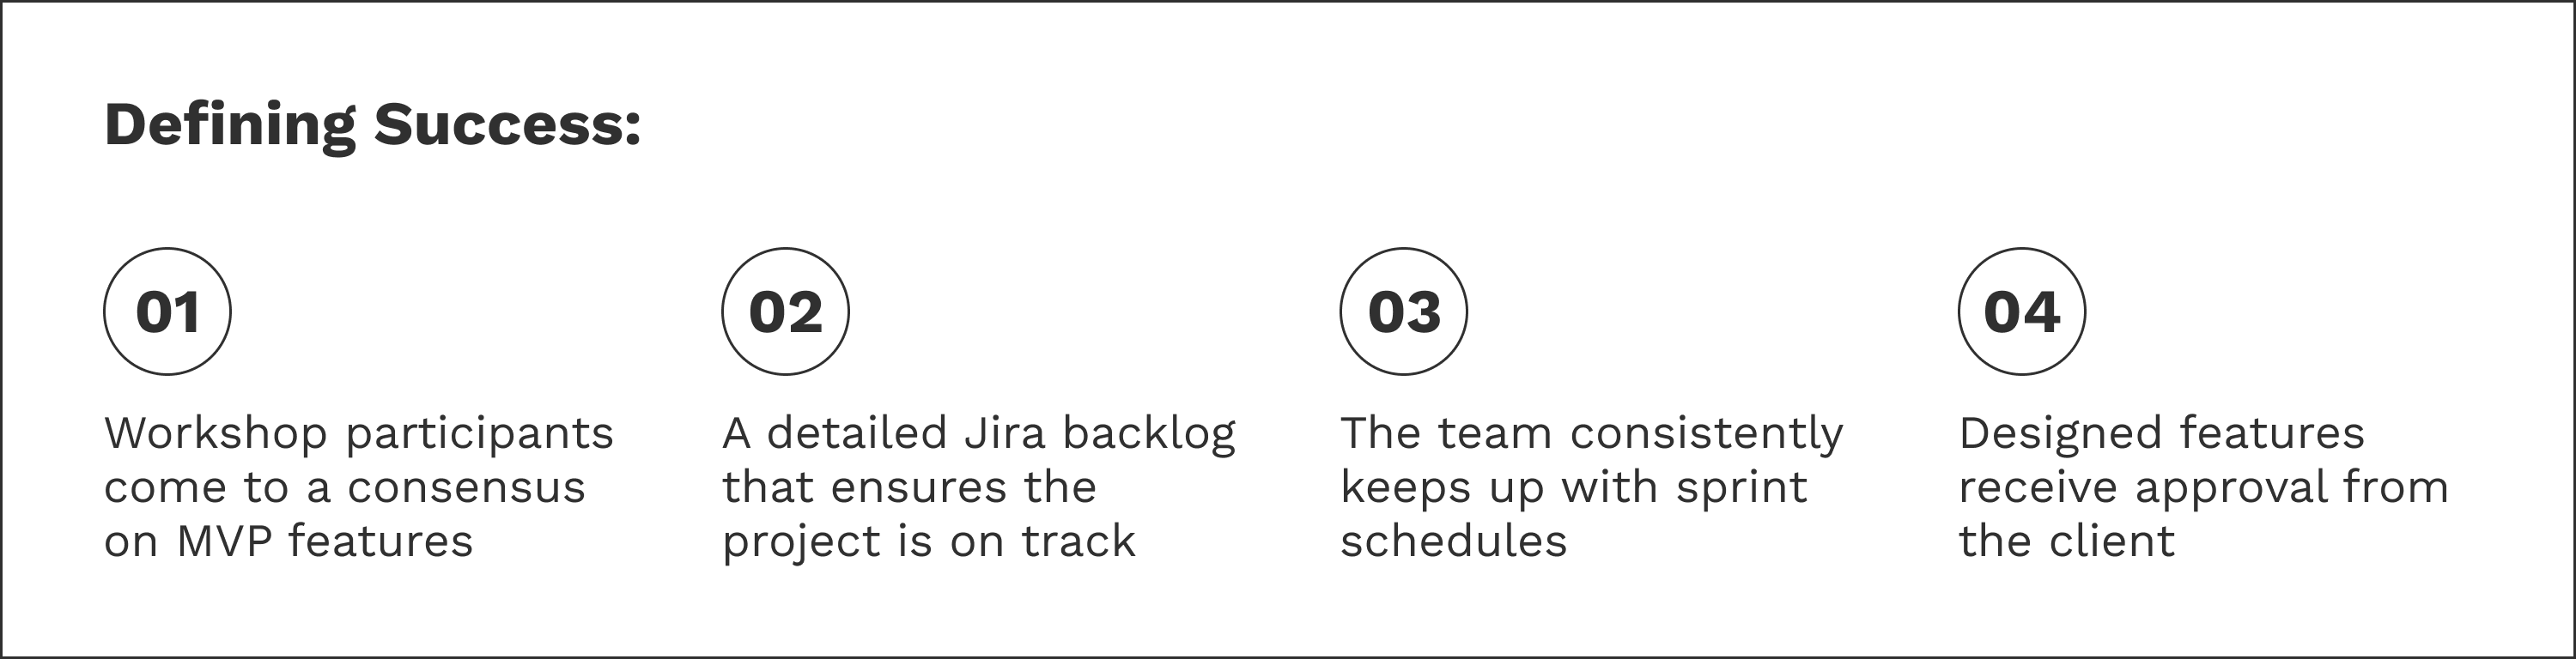 Defining Success:
01
Workshop participants
come to a consensus
on MVP features
02
A detailed Jira backlog
that ensures the
project is on track
03
The team consistently
keeps up with sprint
schedules
04
Designed features
receive approval from
the client